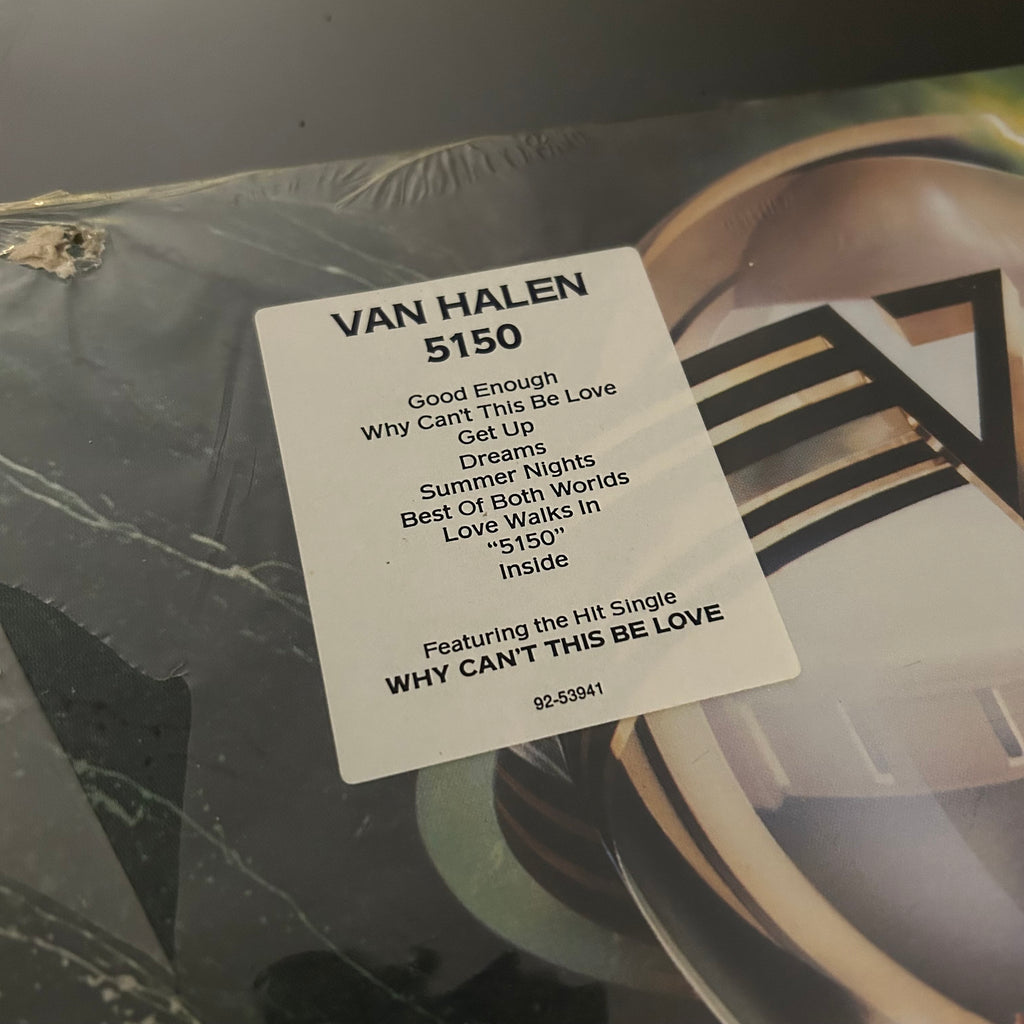 VAN HALEN
5150
Good Enough
Why Can't This Be Love
Get Up
Dreams
Summer Nights
Best Of Both Worlds
Love Walks In
“5150”
Inside
Featuring the Hit Single
WHY CAN'T THIS BE LOVE
92-53941